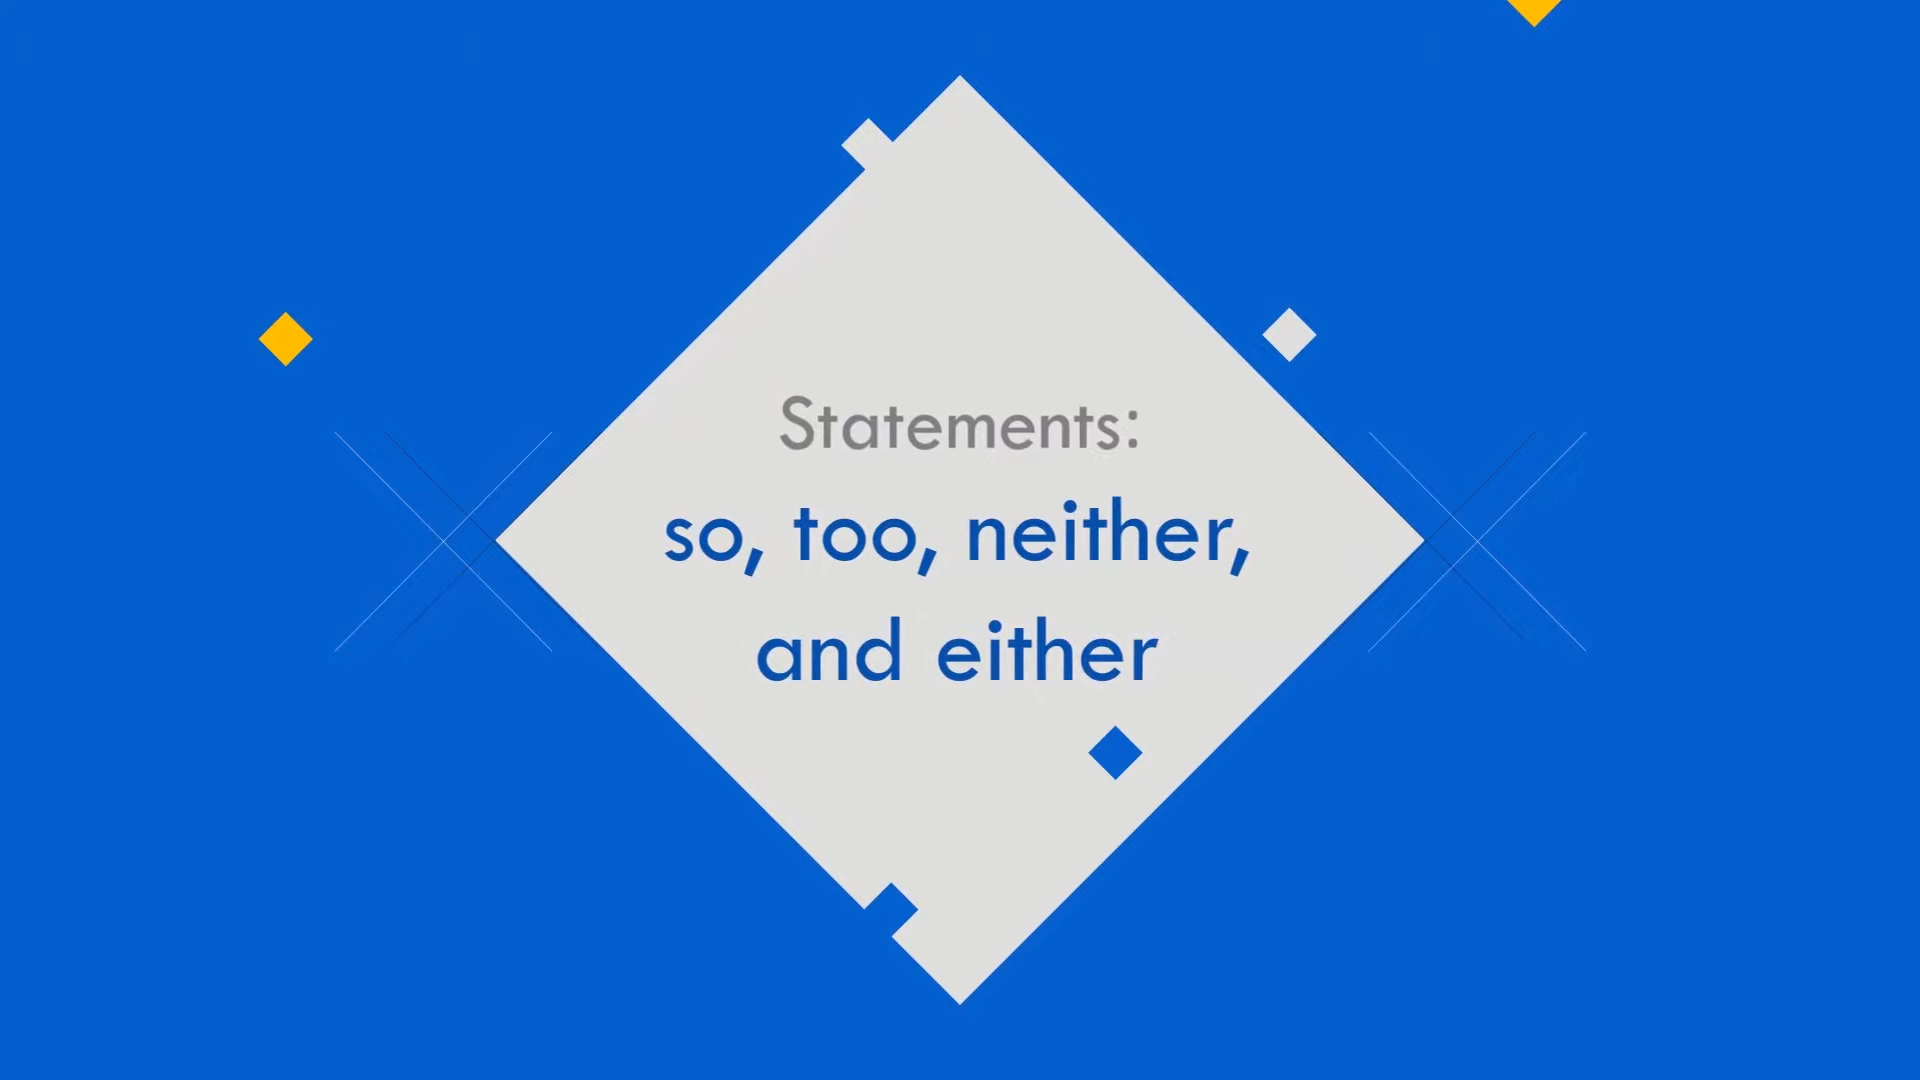 Statements:
so, too, neither,
and either